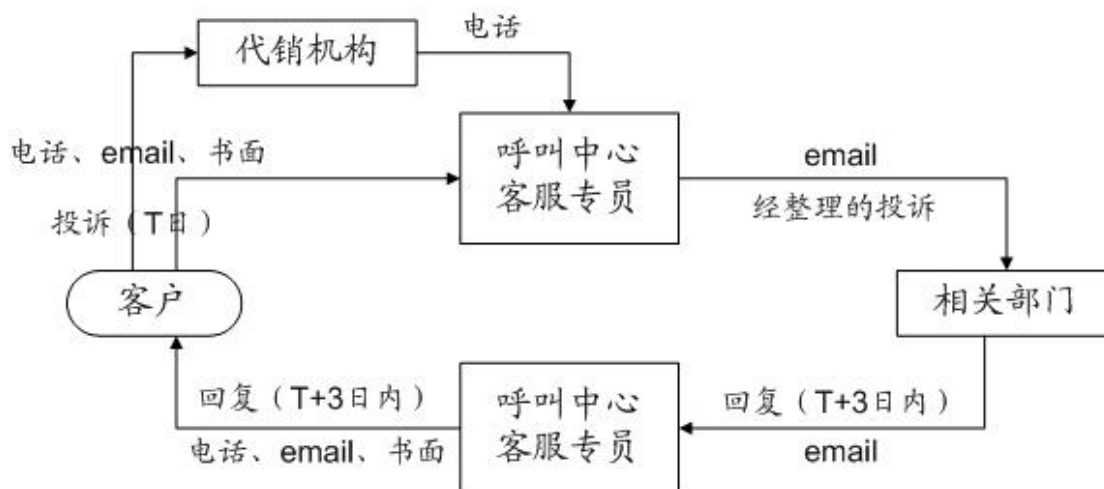 代销机构
电话
电话、email、书面
呼叫中心
客服专员
email
投诉（T日）
经整理的投诉
客户
相关部门
回复（T+3日内）
呼叫中心
客服专员
回复（T+3日内）
电话、email、书面
email